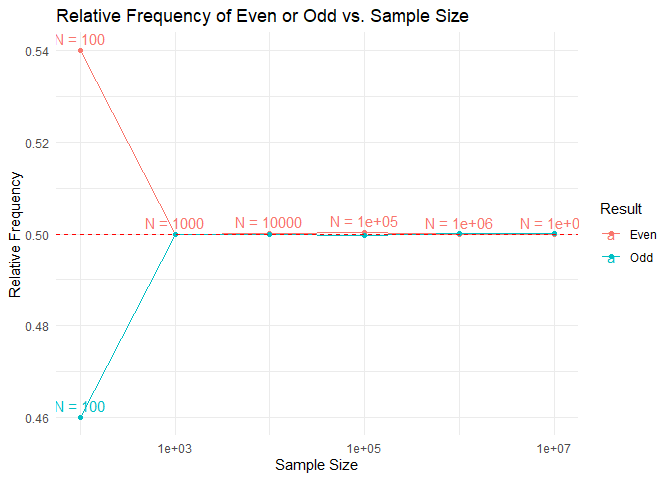 Relative Frequency of Even or Odd vs. Sample Size
N = 100
0.54
0.52
N = 1000
N = 10000
N = 1e+05
N = 1e+06
N = 1e+0
0.50
0.48
0.46
N = 100
Relative Frequency
1e+03
1e+05
1e+07
Sample Size
Result
a Even
a Odd